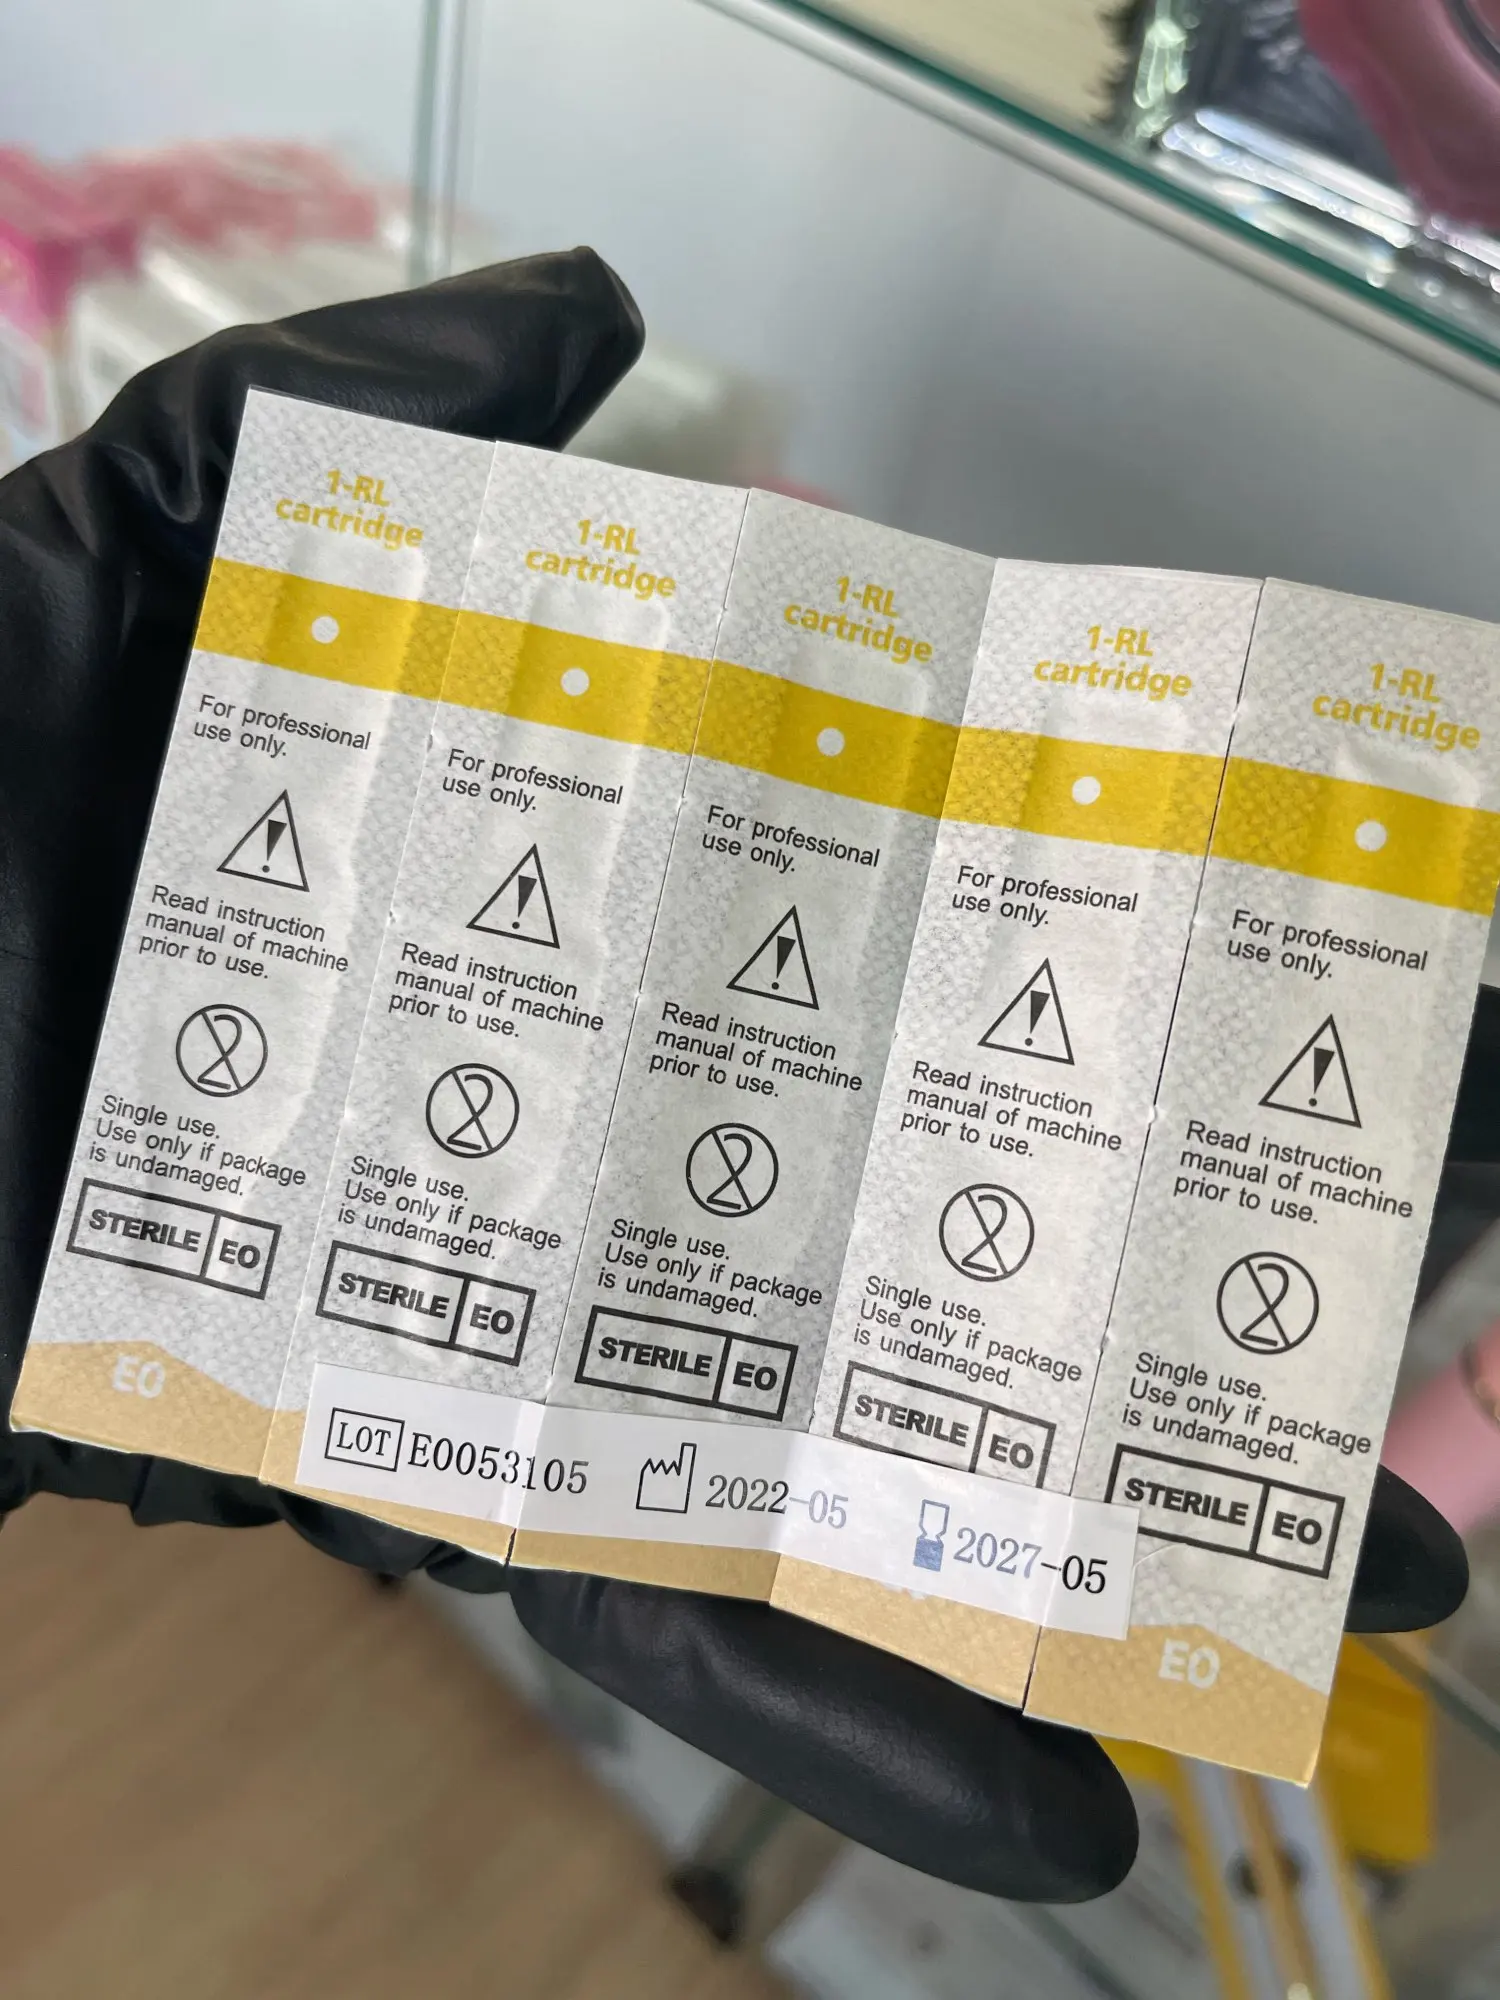 1-RL
cartridge
For professional
use only.
Read instruction
manual of machine
prior to use.
2
Single use.
Use only if package
is undamaged.
STERILE EO
EO
1-RL
cartridge
For professional
use only.
Read instruction
manual of machine
prior to use.
2
Single use.
Use only if package
is undamaged.
STERILE EO
1-RL
cartridge
For professional
use only.
Read instruction
manual of machine
prior to use.
2
Single use.
Use only if package
is undamaged.
STERILE EO
1-RL
cartridge
For professional
use only.
Read instruction
manual of machine
prior to use.
2
Single use.
Use only if package
is undamaged.
STERILE EO
1-RL
cartridge
For professional
use only.
Read instruction
manual of machine
prior to use.
2
Single use.
Use only if package
is undamaged.
STERILE EO
EO
LOT E0053105 2022-05 2027-05